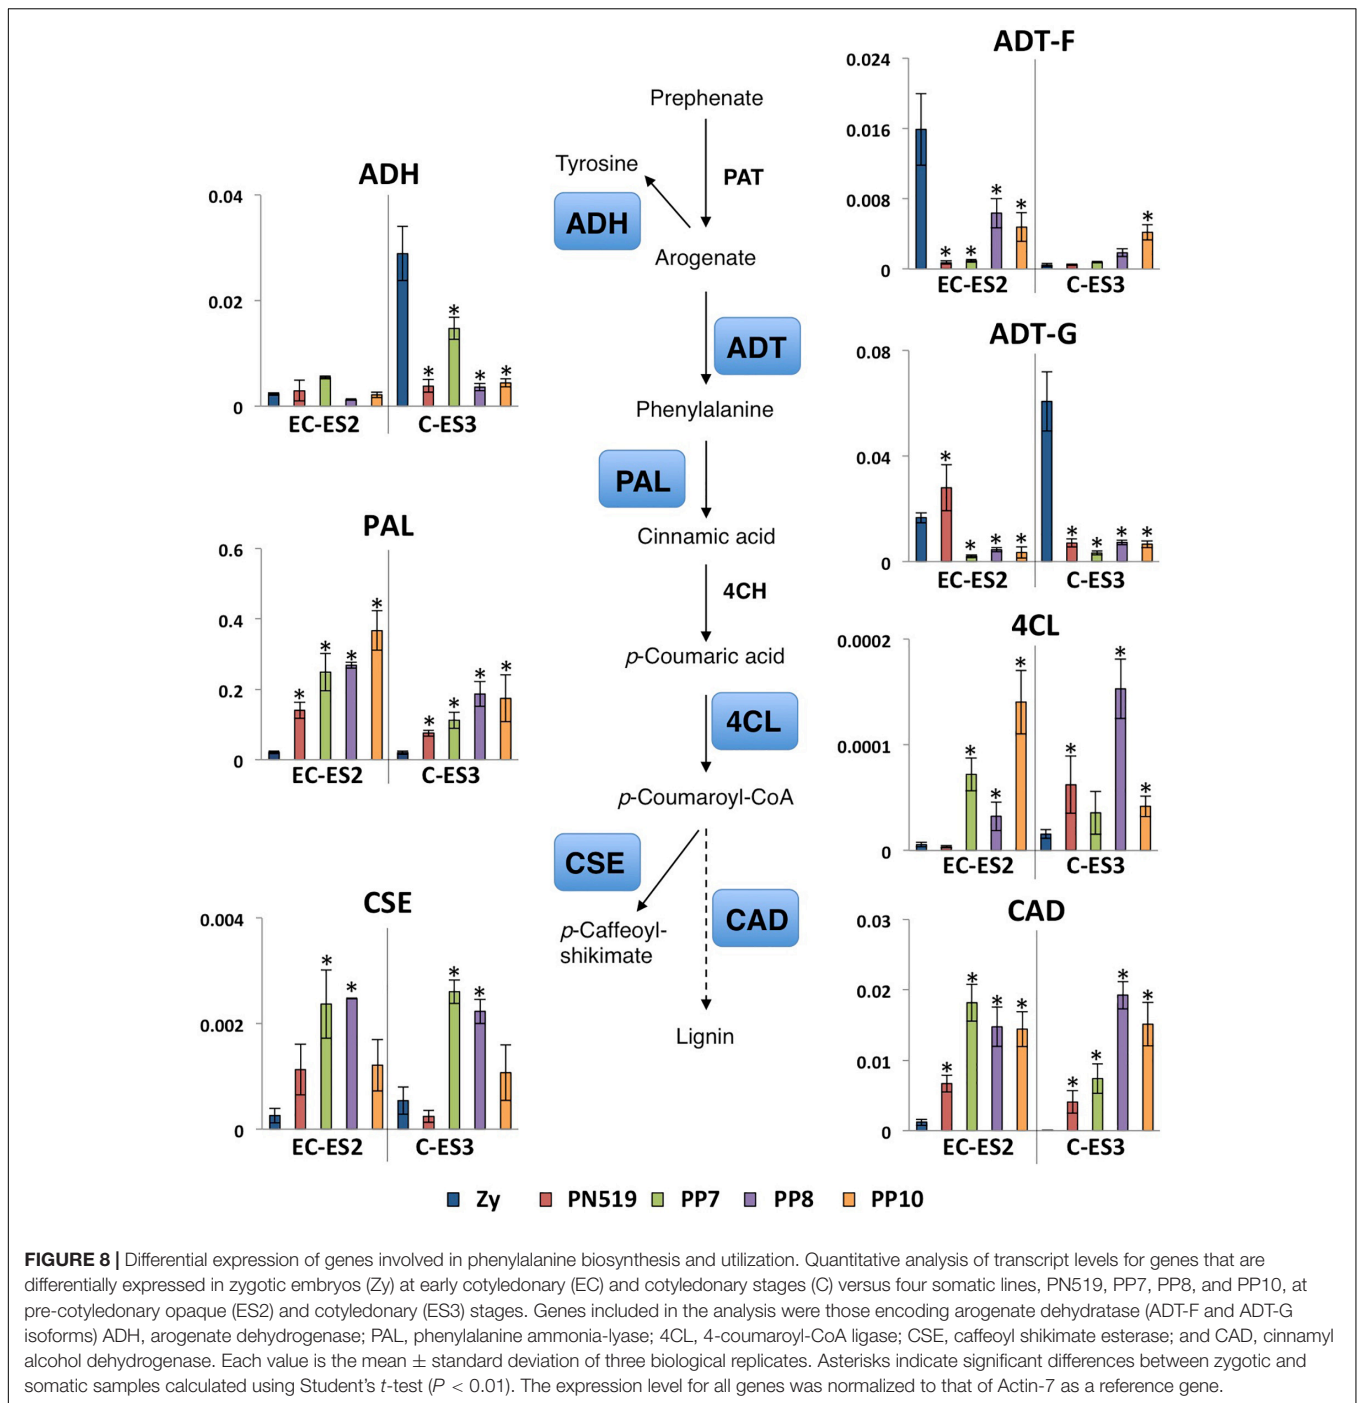 ADT-F
0.024
0.016
0.008
0
* * * * *
EC-ES2 C-ES3
Prephenate
Tyrosine
PAT
ADH
Arogenate
ADT
Phenylalanine
PAL
Cinnamic acid
4CH
p-Coumaric acid
4CL
p-Coumaroyl-CoA
CSE
CAD
p-Caffeoyl-
shikimate
Lignin
ADH
0.04
0.02
0
* * * *
EC-ES2 C-ES3
ADT-G
0.08
0.04
0
* * * * * * * *
EC-ES2 C-ES3
PAL
0.6
0.4
0.2
0
* * * * * * * *
EC-ES2 C-ES3
4CL
0.0002
0.0001
0
* * * * * *
EC-ES2 C-ES3
CSE
0.004
0.002
0
* * * *
EC-ES2 C-ES3
CAD
0.03
0.02
0.01
0
* * * * * * * *
EC-ES2 C-ES3
Zy PN519 PP7 PP8 PP10
FIGURE 8 | Differential expression of genes involved in phenylalanine biosynthesis and utilization. Quantitative analysis of transcript levels for genes that are
differentially expressed in zygotic embryos (Zy) at early cotyledonary (EC) and cotyledonary stages (C) versus four somatic lines, PN519, PP7, PP8, and PP10, at
pre-cotyledonary opaque (ES2) and cotyledonary (ES3) stages. Genes included in the analysis were those encoding arogenate dehydratase (ADT-F and ADT-G
isoforms) ADH, arogenate dehydrogenase; PAL, phenylalanine ammonia-lyase; 4CL, 4-coumaroyl-CoA ligase; CSE, caffeoyl shikimate esterase; and CAD, cinnamyl
alcohol dehydrogenase. Each value is the mean ± standard deviation of three biological replicates. Asterisks indicate significant differences between zygotic and
somatic samples calculated using Student's t-test (P < 0.01). The expression level for all genes was normalized to that of Actin-7 as a reference gene.